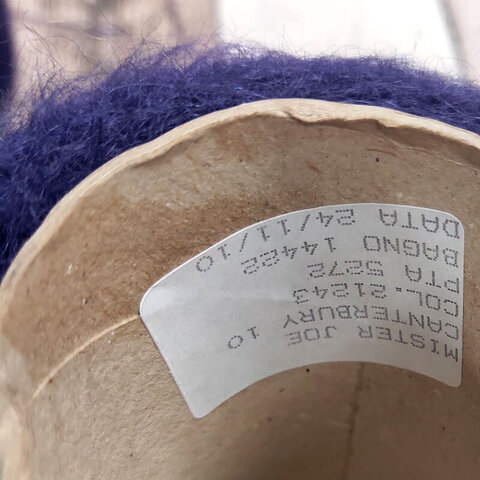 MISTER JOE 10
CANTERBURY
COL. 21243
PTA 5272
BAGNO 14422
DATA 24/11/10